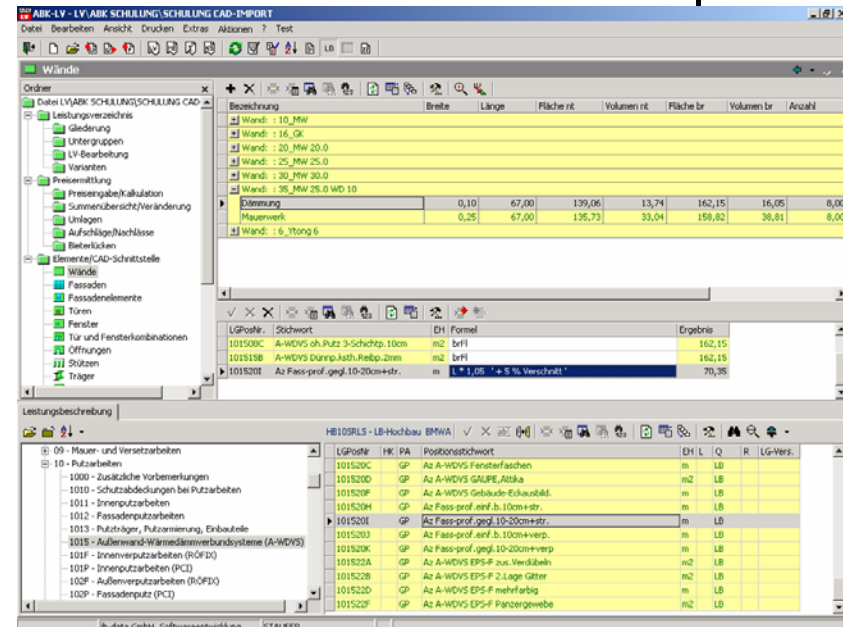 ABK-LV - LV\ABK SCHULUNG\SCHULUNG CAD-IMPORT
Datei Bearbeiten Ansicht Drucken Extras Aktionen ? Test
LB
Wände
Ordner x
Datei LV\ABK SCHULUNG\SCHULUNG CAD
Leistungsverzeichnis
Gliederung
Untergruppen
LV-Bearbeitung
Varianten
Preisermittlung
Preiseingabe/Kalkulation
Summenübersicht/Veränderung
Umlagen
Aufschläge/Nachlässe
Bieterlücken
Elemente/CAD-Schnittstelle
Wände
Fassaden
Fassadenelemente
Türen
Fenster
Tür und Fensterkombinationen
Öffnungen
Stützen
Träger
Bezeichnung Breite Länge Fläche nt Volumen nt Fläche br Volumen br Anzahl
Wand: : 10_MW
Wand: : 16_GK
Wand: : 20_MW 20.0
Wand: : 25_MW 25.0
Wand: : 30_MW 30.0
Wand: : 35_MW 25.0 WD 10
Dämmung 0,10 67,00 139,06 13,74 162,15 16,05 8,00
Mauerwerk 0,25 67,00 135,73 33,04 158,82 38,81 8,00
Wand: : 6_Ytong 6
LGPosNr. Stichwort EH Formel Ergebnis
101508C A-WDVS oh.Putz 3-Schichtp.10cm m2 brFl 162,15
101515B A-WDVS Dünnp.ksth.Reibp.2mm m2 brFl 162,15
101520I Az Fass-prof.gegl.10-20cm+str. m L * 1,05 '+ 5 % Verschnitt' 70,35
Leistungsbeschreibung
HB10SRLS - LB-Hochbau BMWA
09 - Mauer- und Versetzarbeiten
10 - Putzarbeiten
1000 - Zusätzliche Vorbemerkungen
1010 - Schutzabdeckungen bei Putzarbeiten
1011 - Innenputzarbeiten
1012 - Fassadenputzarbeiten
1013 - Putzträger, Putzarmierung, Einbauteile
1015 - Außenwand-Wärmedämmverbundsysteme (A-WDVS)
101F - Innenverputzarbeiten (RÖFIX)
101P - Innenputzarbeiten (PCI)
102F - Außenverputzarbeiten (RÖFIX)
102P - Fassadenputz (PCI)
LGPosNr HK PA Positionsstichwort EH L Q R LG-Vers.
101520C GP Az A-WDVS Fensterfaschen m LB
101520D GP Az A-WDVS GAUPE,Attika m2 LB
101520F GP Az A-WDVS Gebäude-Eckausbild. m LB
101520H GP Az Fass-prof.einf.b.10cm+str. m LB
101520I GP Az Fass-prof.gegl.10-20cm+str. m LB
101520J GP Az Fass-prof.einf.b.10cm+verp. m LB
101520K GP Az Fass-prof.gegl.10-20cm+verp m LB
101522A GP Az A-WDVS EPS-F zus.Verdübeln m2 LB
101522B GP Az A-WDVS EPS-F 2.Lage Gitter m2 LB
101522D GP Az A-WDVS EPS-F mehrfarbig m LB
101522F GP Az A-WDVS EPS-F Panzergewebe m2 LB